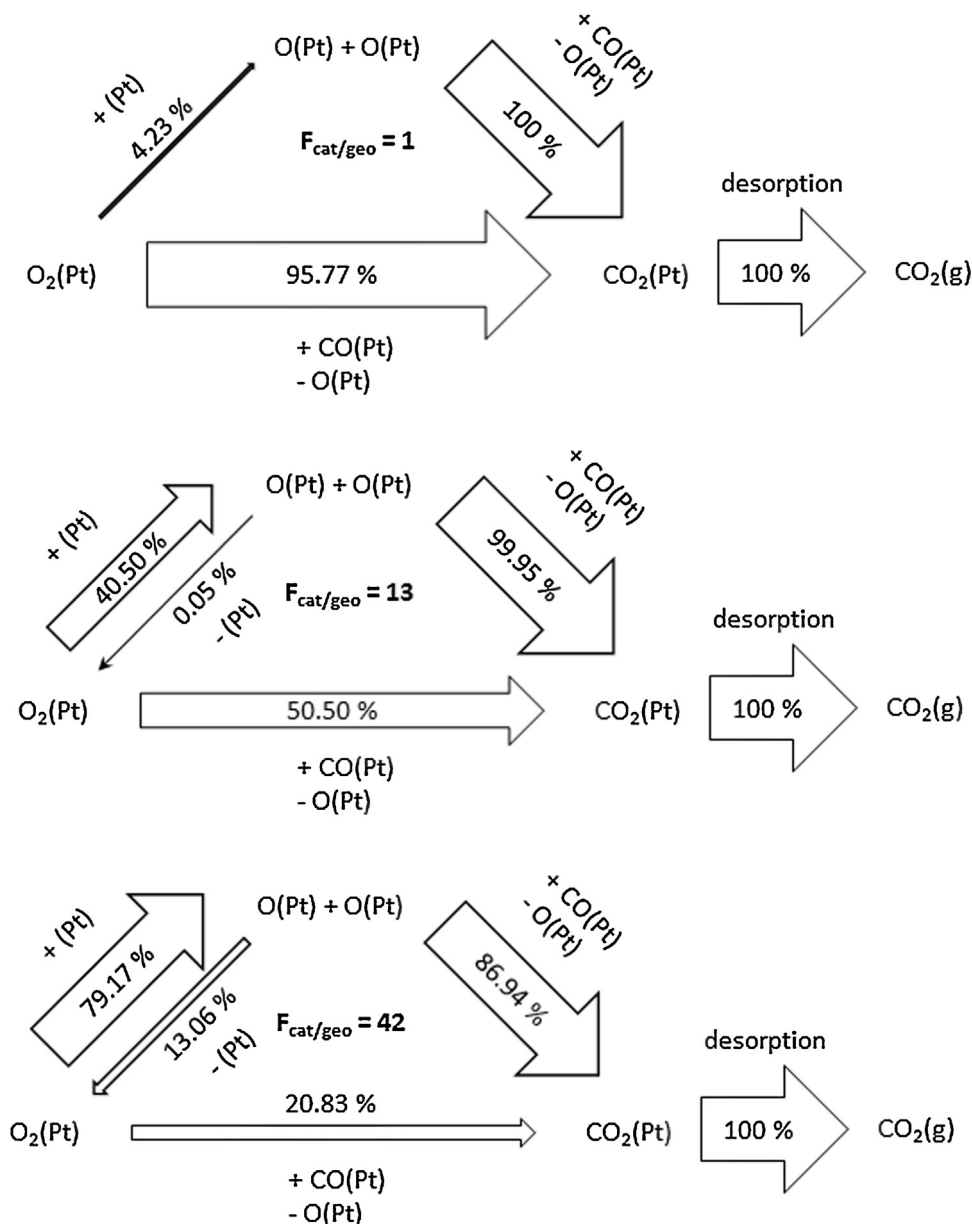 O(Pt) + O(Pt)
+ CO(Pt)
- O(Pt)
+ (Pt)
4.23 %
100 %
F_cat/geo = 1
desorption
O₂(Pt)
95.77 %
CO₂(Pt)
100 %
CO₂(g)
+ CO(Pt)
- O(Pt)
O(Pt) + O(Pt)
+ CO(Pt)
- O(Pt)
+ (Pt)
40.50 %
0.05 %
- (Pt)
99.95 %
F_cat/geo = 13
desorption
O₂(Pt)
50.50 %
CO₂(Pt)
100 %
CO₂(g)
+ CO(Pt)
- O(Pt)
O(Pt) + O(Pt)
+ CO(Pt)
- O(Pt)
+ (Pt)
79.17 %
13.06 %
- (Pt)
86.94 %
F_cat/geo = 42
desorption
O₂(Pt)
20.83 %
CO₂(Pt)
100 %
CO₂(g)
+ CO(Pt)
- O(Pt)